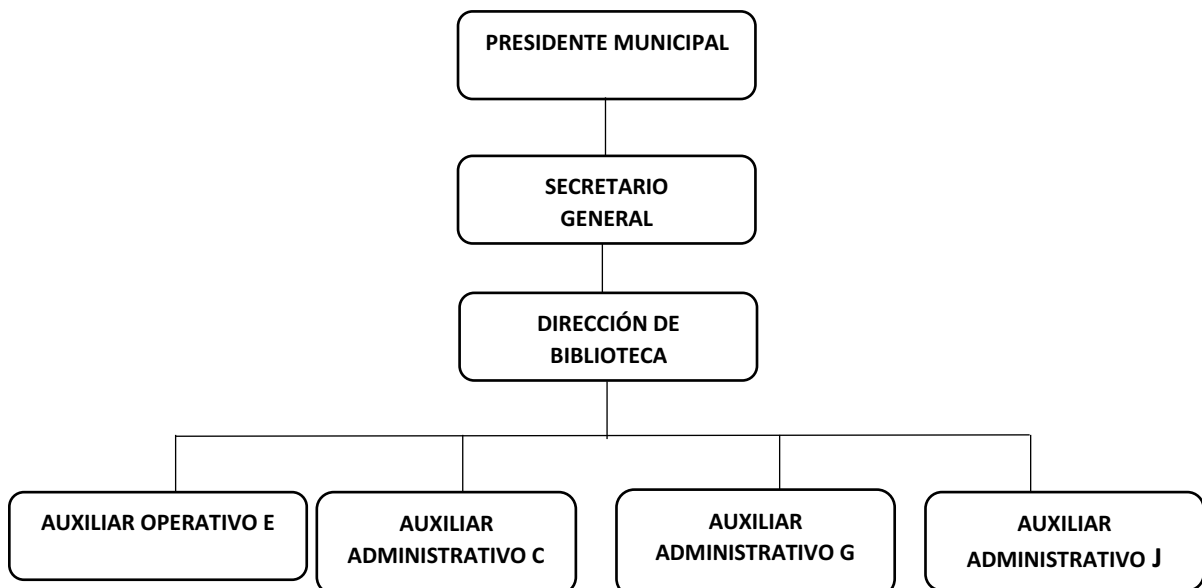 PRESIDENTE MUNICIPAL
SECRETARIO
GENERAL
DIRECCIÓN DE
BIBLIOTECA
AUXILIAR OPERATIVO E
AUXILIAR
ADMINISTRATIVO C
AUXILIAR
ADMINISTRATIVO G
AUXILIAR
ADMINISTRATIVO J